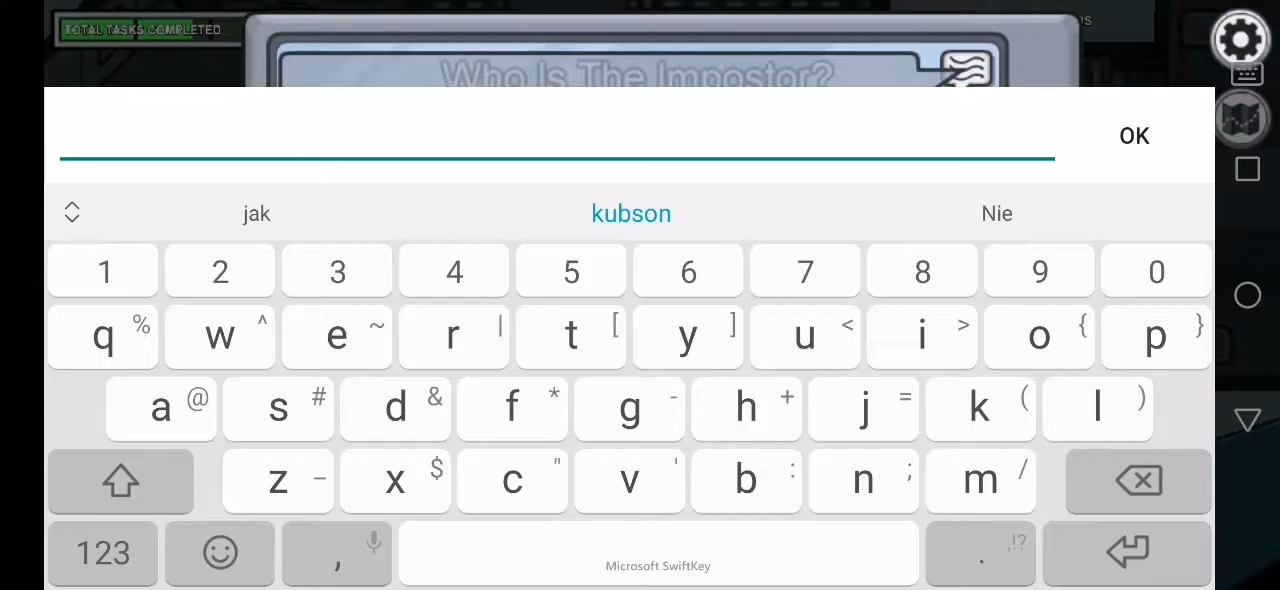 TOTAL TASKS COMPLETED
Who Is The Impostor?
OK
jak kubson Nie
1 2 3 4 5 6 7 8 9 0
q % w ^ e ~ r | t [ y ] u < i > o { p }
a @ s # d & f * g - h + j = k ( l )
z _ x $ c " v ' b : n ; m /
123 , . ,!?
Microsoft SwiftKey